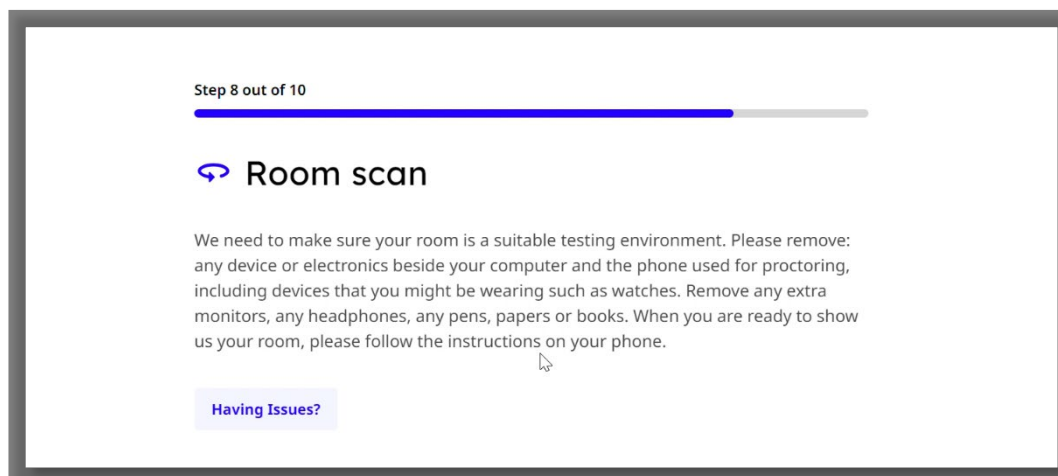 Step 8 out of 10
Room scan
We need to make sure your room is a suitable testing environment. Please remove:
any device or electronics beside your computer and the phone used for proctoring,
including devices that you might be wearing such as watches. Remove any extra
monitors, any headphones, any pens, papers or books. When you are ready to show
us your room, please follow the instructions on your phone.
Having Issues?